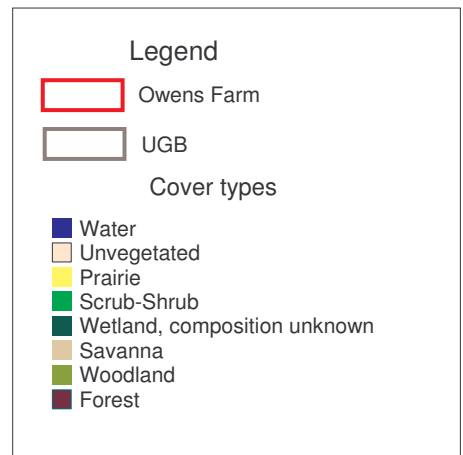 Legend
Owens Farm
UGB
Cover types
Water
Unvegetated
Prairie
Scrub-Shrub
Wetland, composition unknown
Savanna
Woodland
Forest